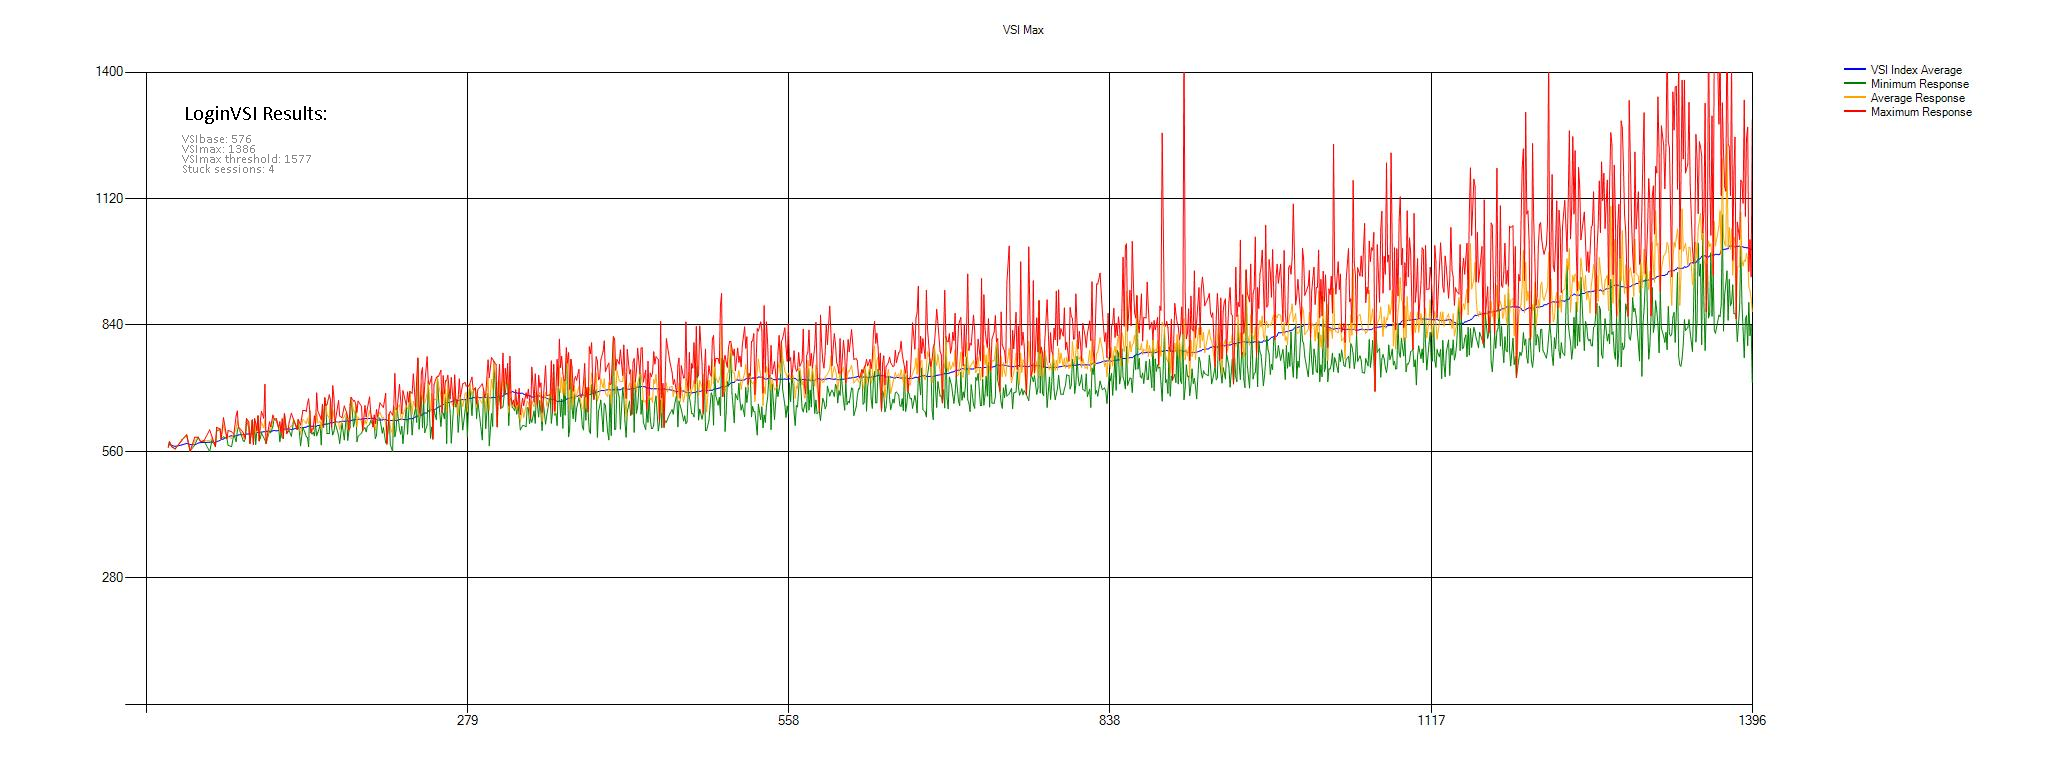 VSI Max
1400
1120
840
560
280
279
558
838
1117
1396
LoginVSI Results:
VSIbase: 576
VSImax: 1386
VSImax threshold: 1577
Stuck sessions: 4
VSI Index Average
Minimum Response
Average Response
Maximum Response